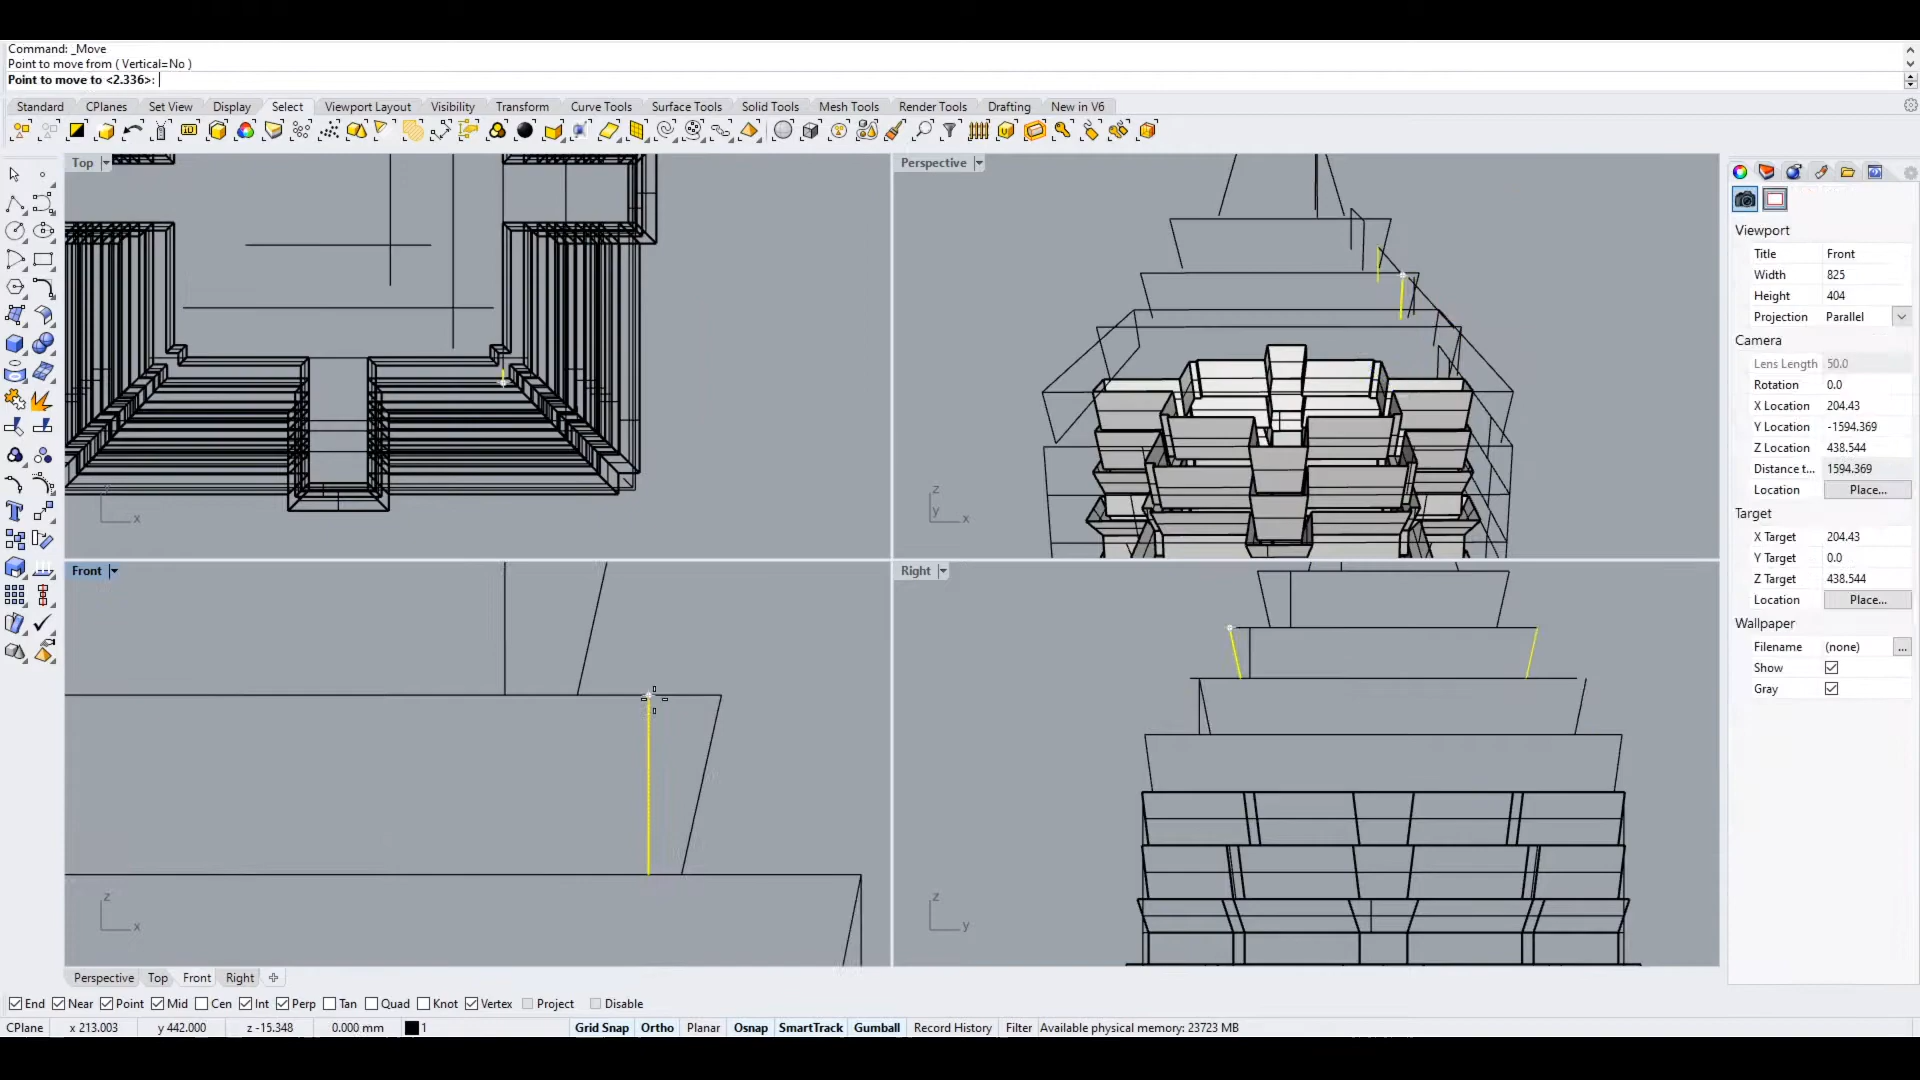 Command: _Move
Point to move from ( Vertical=No )
Point to move to <2.336>:
Standard CPlanes Set View Display Select Viewport Layout Visibility Transform Curve Tools Surface Tools Solid Tools Mesh Tools Render Tools Drafting New in V6
Top
Perspective
x
z
y
x
Front
Right
z
x
z
y
Viewport
Title Front
Width 825
Height 404
Projection Parallel
Camera
Lens Length 50.0
Rotation 0.0
X Location 204.43
Y Location -1594.369
Z Location 438.544
Distance t... 1594.369
Location Place...
Target
X Target 204.43
Y Target 0.0
Z Target 438.544
Location Place...
Wallpaper
Filename (none) ...
Show
Gray
Perspective Top Front Right
End Near Point Mid Cen Int Perp Tan Quad Knot Vertex Project Disable
CPlane x 213.003 y 442.000 z -15.348 0.000 mm 1 Grid Snap Ortho Planar Osnap SmartTrack Gumball Record History Filter Available physical memory: 23723 MB